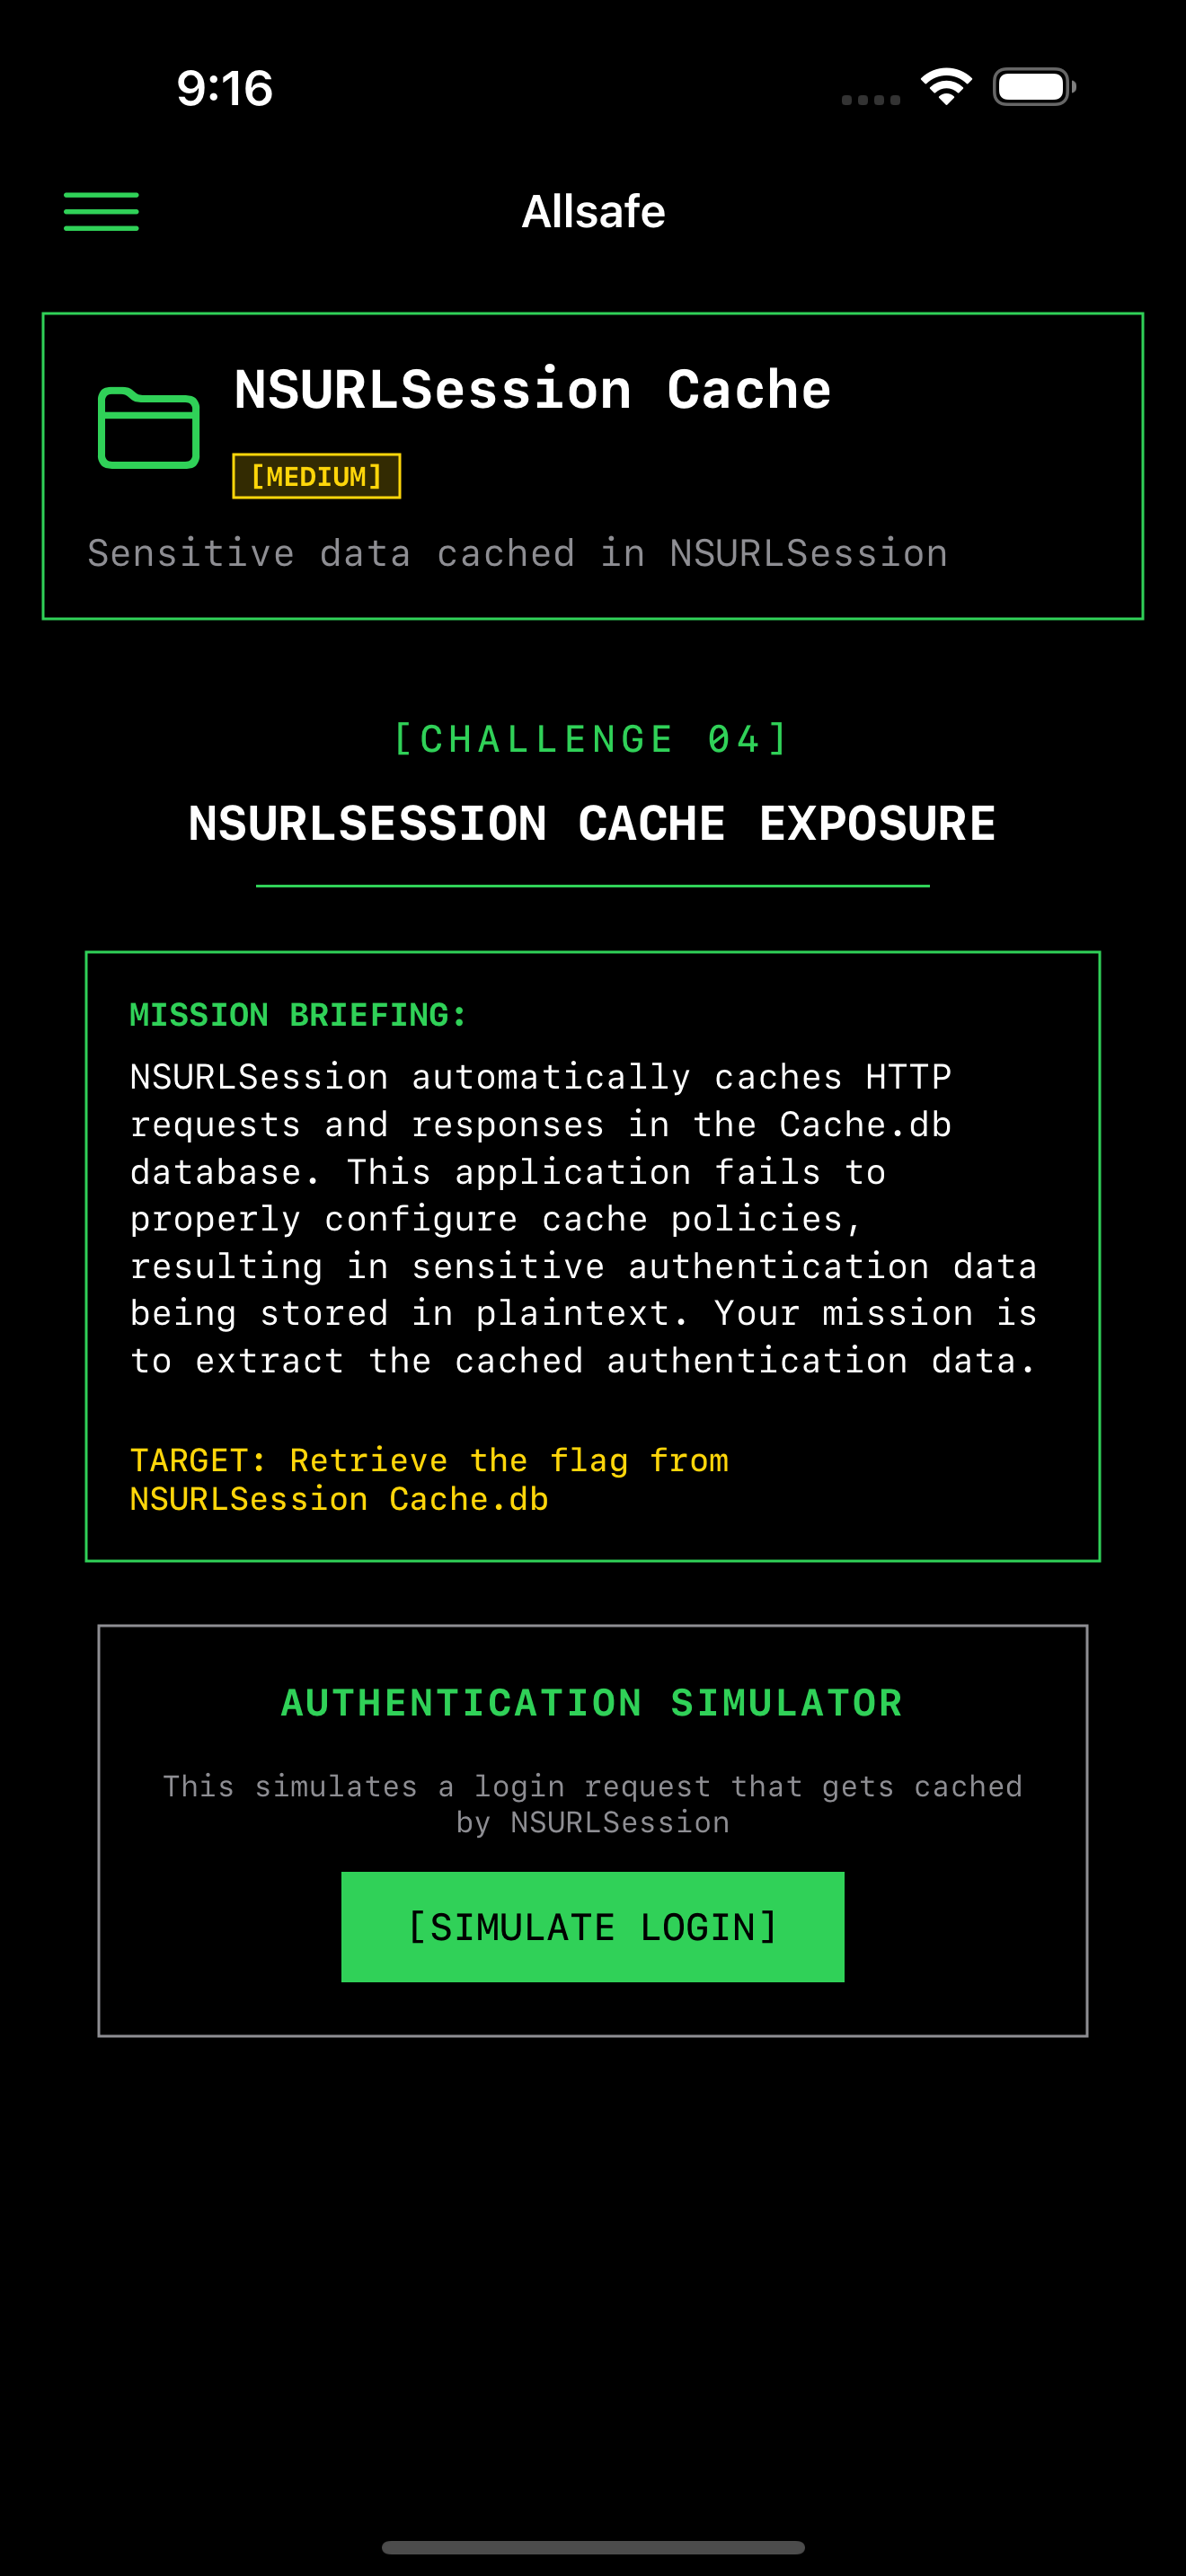 9:16
Allsafe
NSURLSession Cache
[MEDIUM]
Sensitive data cached in NSURLSession
[CHALLENGE 04]
NSURLSESSION CACHE EXPOSURE
MISSION BRIEFING:
NSURLSession automatically caches HTTP
requests and responses in the Cache.db
database. This application fails to
properly configure cache policies,
resulting in sensitive authentication data
being stored in plaintext. Your mission is
to extract the cached authentication data.
TARGET: Retrieve the flag from
NSURLSession Cache.db
AUTHENTICATION SIMULATOR
This simulates a login request that gets cached
by NSURLSession
[SIMULATE LOGIN]